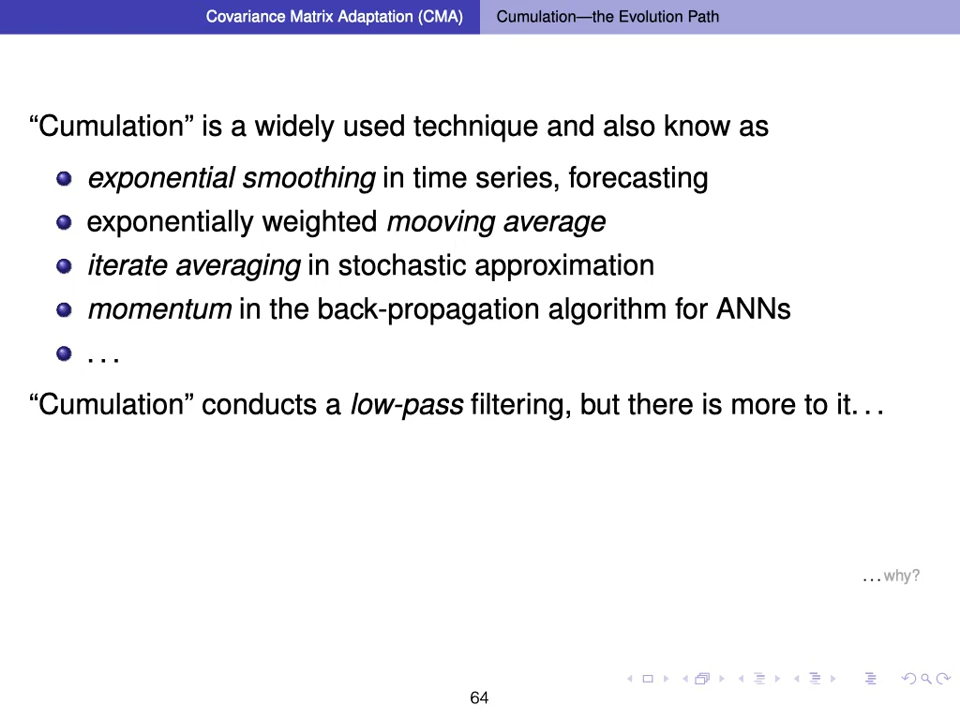 Covariance Matrix Adaptation (CMA) Cumulation—the Evolution Path
“Cumulation” is a widely used technique and also know as
exponential smoothing in time series, forecasting
exponentially weighted mooving average
iterate averaging in stochastic approximation
momentum in the back-propagation algorithm for ANNs
. . .
“Cumulation” conducts a low-pass filtering, but there is more to it. . .
. . . why?
64